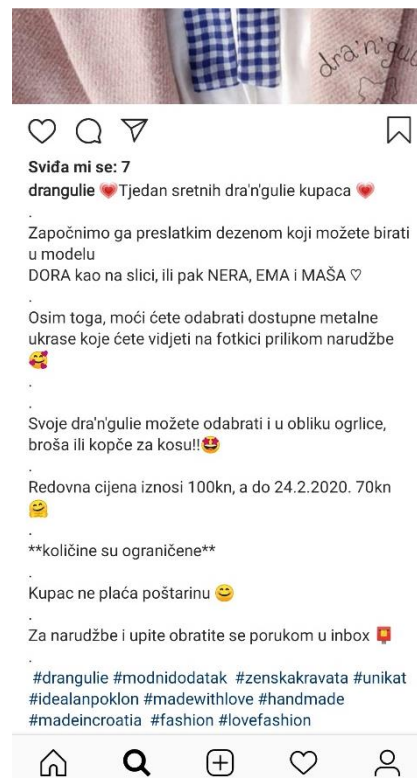 dra'n'gulie
Sviđa mi se: 7
drangulie 💗Tjedan sretnih dra'n'gulie kupaca 💗
.
Započnimo ga preslatkim dezenom koji možete birati
u modelu
DORA kao na slici, ili pak NERA, EMA i MAŠA ♡
.
Osim toga, moći ćete odabrati dostupne metalne
ukrase koje ćete vidjeti na fotkici prilikom narudžbe
🥰
.
.
Svoje dra'n'gulie možete odabrati i u obliku ogrlice,
broša ili kopče za kosu!!🤩
.
Redovna cijena iznosi 100kn, a do 24.2.2020. 70kn
🤗
.
**količine su ograničene**
.
Kupac ne plaća poštarinu 😊
.
Za narudžbe i upite obratite se porukom u inbox 📮
.
#drangulie #modnidodatak #zenskakravata #unikat
#idealanpoklon #madewithlove #handmade
#madeincroatia #fashion #lovefashion